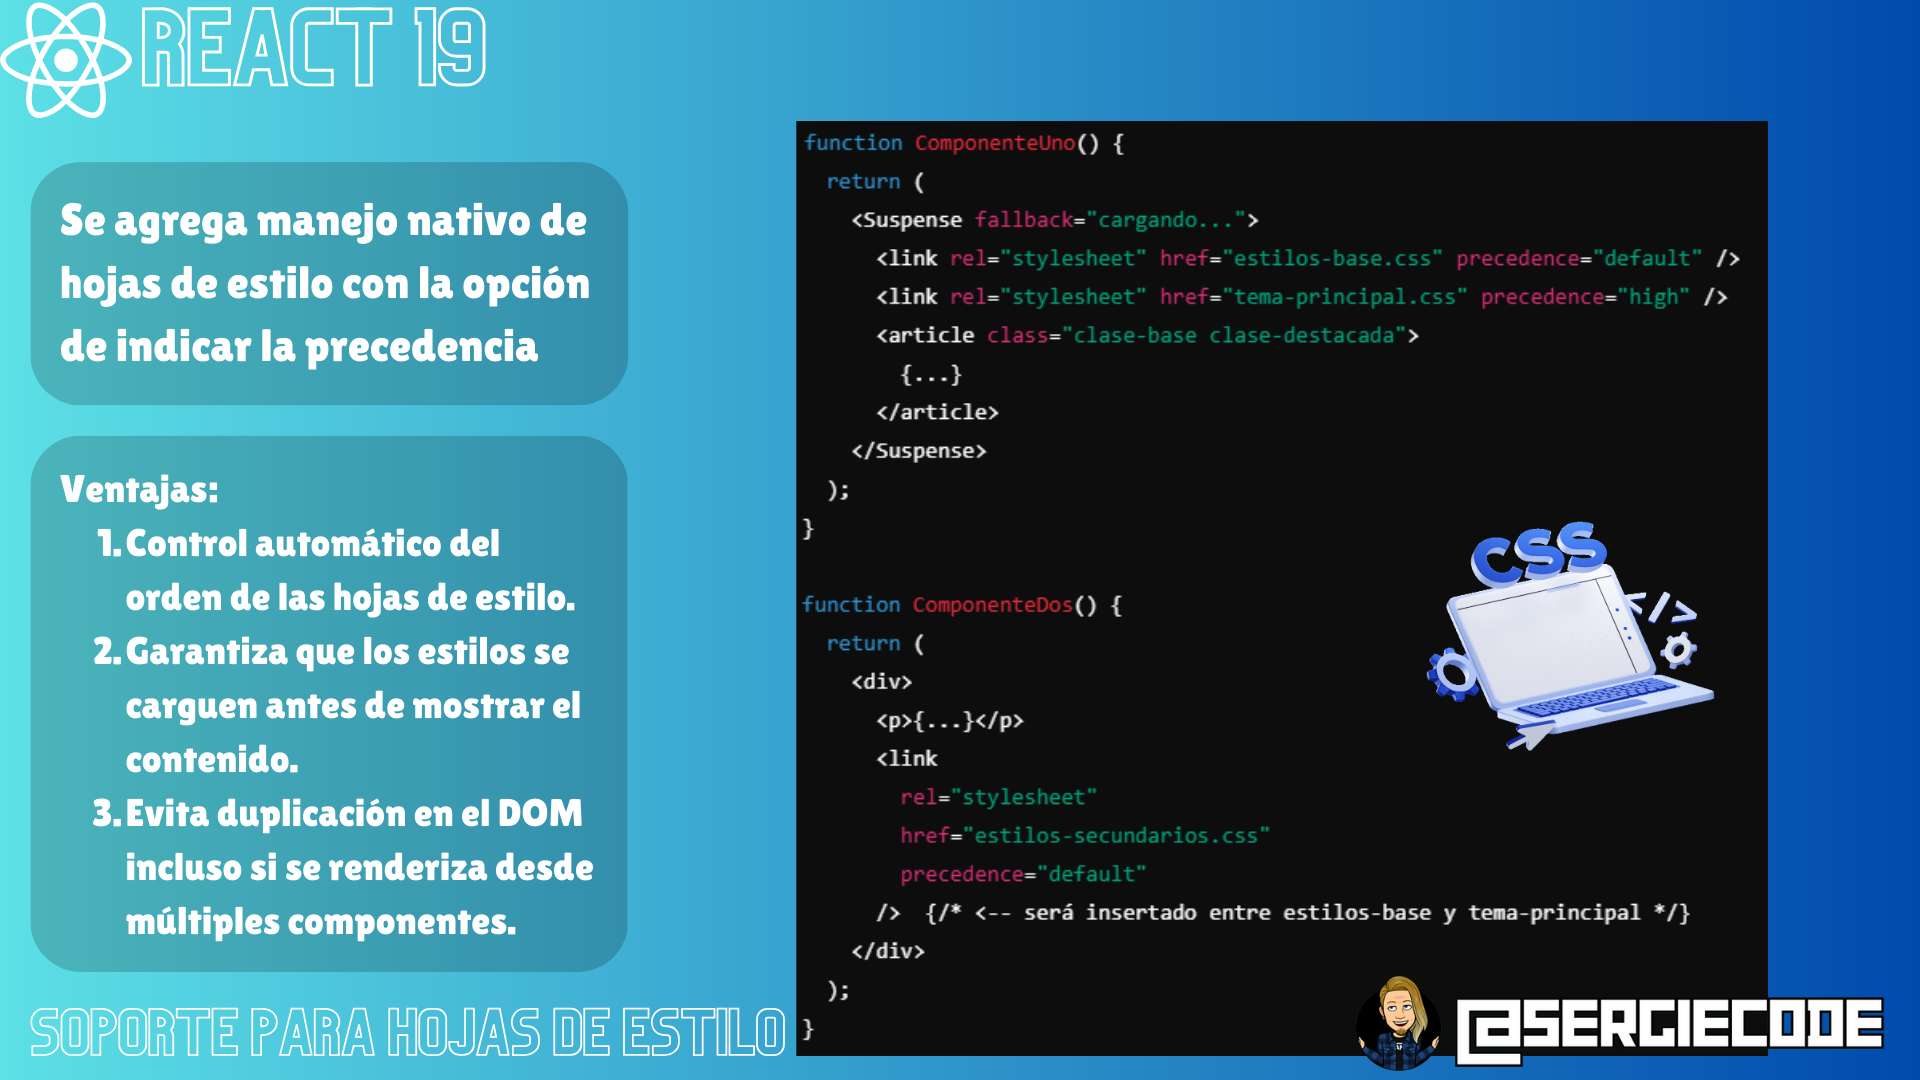 REACT 19
Se agrega manejo nativo de
hojas de estilo con la opción
de indicar la precedencia
Ventajas:
1. Control automático del
orden de las hojas de estilo.
2. Garantiza que los estilos se
carguen antes de mostrar el
contenido.
3. Evita duplicación en el DOM
incluso si se renderiza desde
múltiples componentes.
SOPORTE PARA HOJAS DE ESTILO
function ComponenteUno() {
  return (
    <Suspense fallback="cargando...">
      <link rel="stylesheet" href="estilos-base.css" precedence="default" />
      <link rel="stylesheet" href="tema-principal.css" precedence="high" />
      <article class="clase-base clase-destacada">
        {...}
      </article>
    </Suspense>
  );
}
function ComponenteDos() {
  return (
    <div>
      <p>{...}</p>
      <link
        rel="stylesheet"
        href="estilos-secundarios.css"
        precedence="default"
      />  {/* <-- será insertado entre estilos-base y tema-principal */}
    </div>
  );
}
CSS
</>
@SERGIECODE